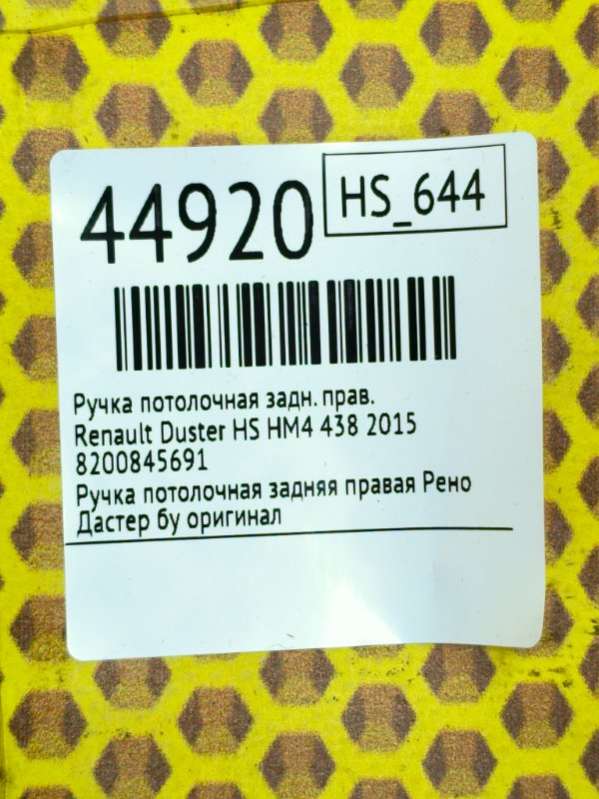 44920
HS_644
Ручка потолочная задн. прав.
Renault Duster HS HM4 438 2015
8200845691
Ручка потолочная задняя правая Рено
Дастер бу оригинал